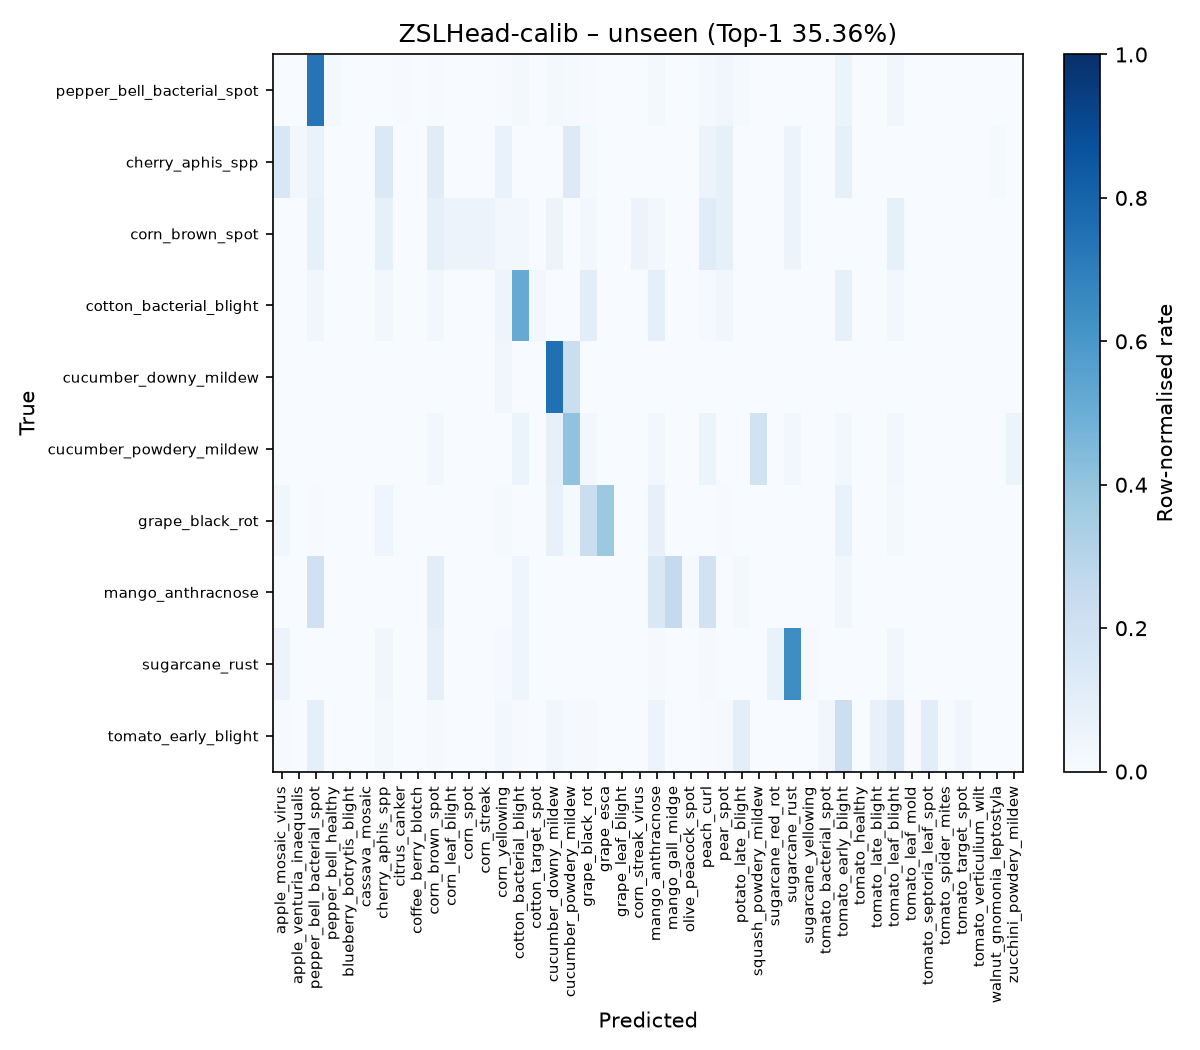 ZSLHead-calib – unseen (Top-1 35.36%)
True
pepper_bell_bacterial_spot
cherry_aphis_spp
corn_brown_spot
cotton_bacterial_blight
cucumber_downy_mildew
cucumber_powdery_mildew
grape_black_rot
mango_anthracnose
sugarcane_rust
tomato_early_blight
apple_mosaic_virus
apple_venturia_inaequalis
pepper_bell_bacterial_spot
pepper_bell_healthy
blueberry_botrytis_blight
cassava_mosaic
cherry_aphis_spp
citrus_canker
coffee_berry_blotch
corn_brown_spot
corn_leaf_blight
corn_spot
corn_streak
corn_yellowing
cotton_bacterial_blight
cotton_target_spot
cucumber_downy_mildew
cucumber_powdery_mildew
grape_black_rot
grape_esca
grape_leaf_blight
corn_streak_virus
mango_anthracnose
mango_gall_midge
olive_peacock_spot
peach_curl
pear_spot
potato_late_blight
squash_powdery_mildew
sugarcane_red_rot
sugarcane_rust
sugarcane_yellowing
tomato_bacterial_spot
tomato_early_blight
tomato_healthy
tomato_late_blight
tomato_leaf_blight
tomato_leaf_mold
tomato_septoria_leaf_spot
tomato_spider_mites
tomato_target_spot
tomato_verticulium_wilt
walnut_gnomonia_leptostyla
zucchini_powdery_mildew
Predicted
1.0
0.8
0.6
0.4
0.2
0.0
Row-normalised rate